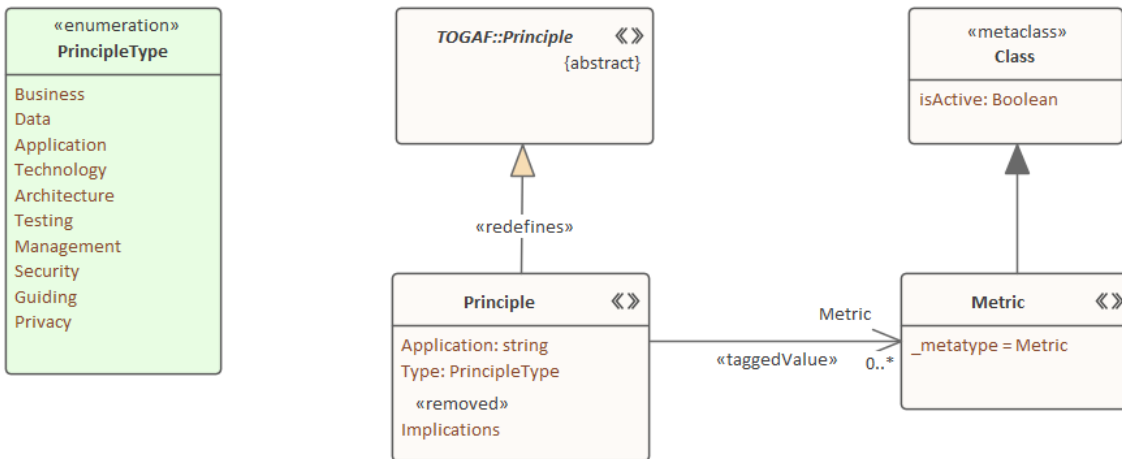 «enumeration»
PrincipleType
Business
Data
Application
Technology
Architecture
Testing
Management
Security
Guiding
Privacy
TOGAF::Principle
{abstract}
«metaclass»
Class
isActive: Boolean
«redefines»
Principle
Application: string
Type: PrincipleType
«removed»
Implications
Metric
«taggedValue»
0..*
Metric
_metatype = Metric